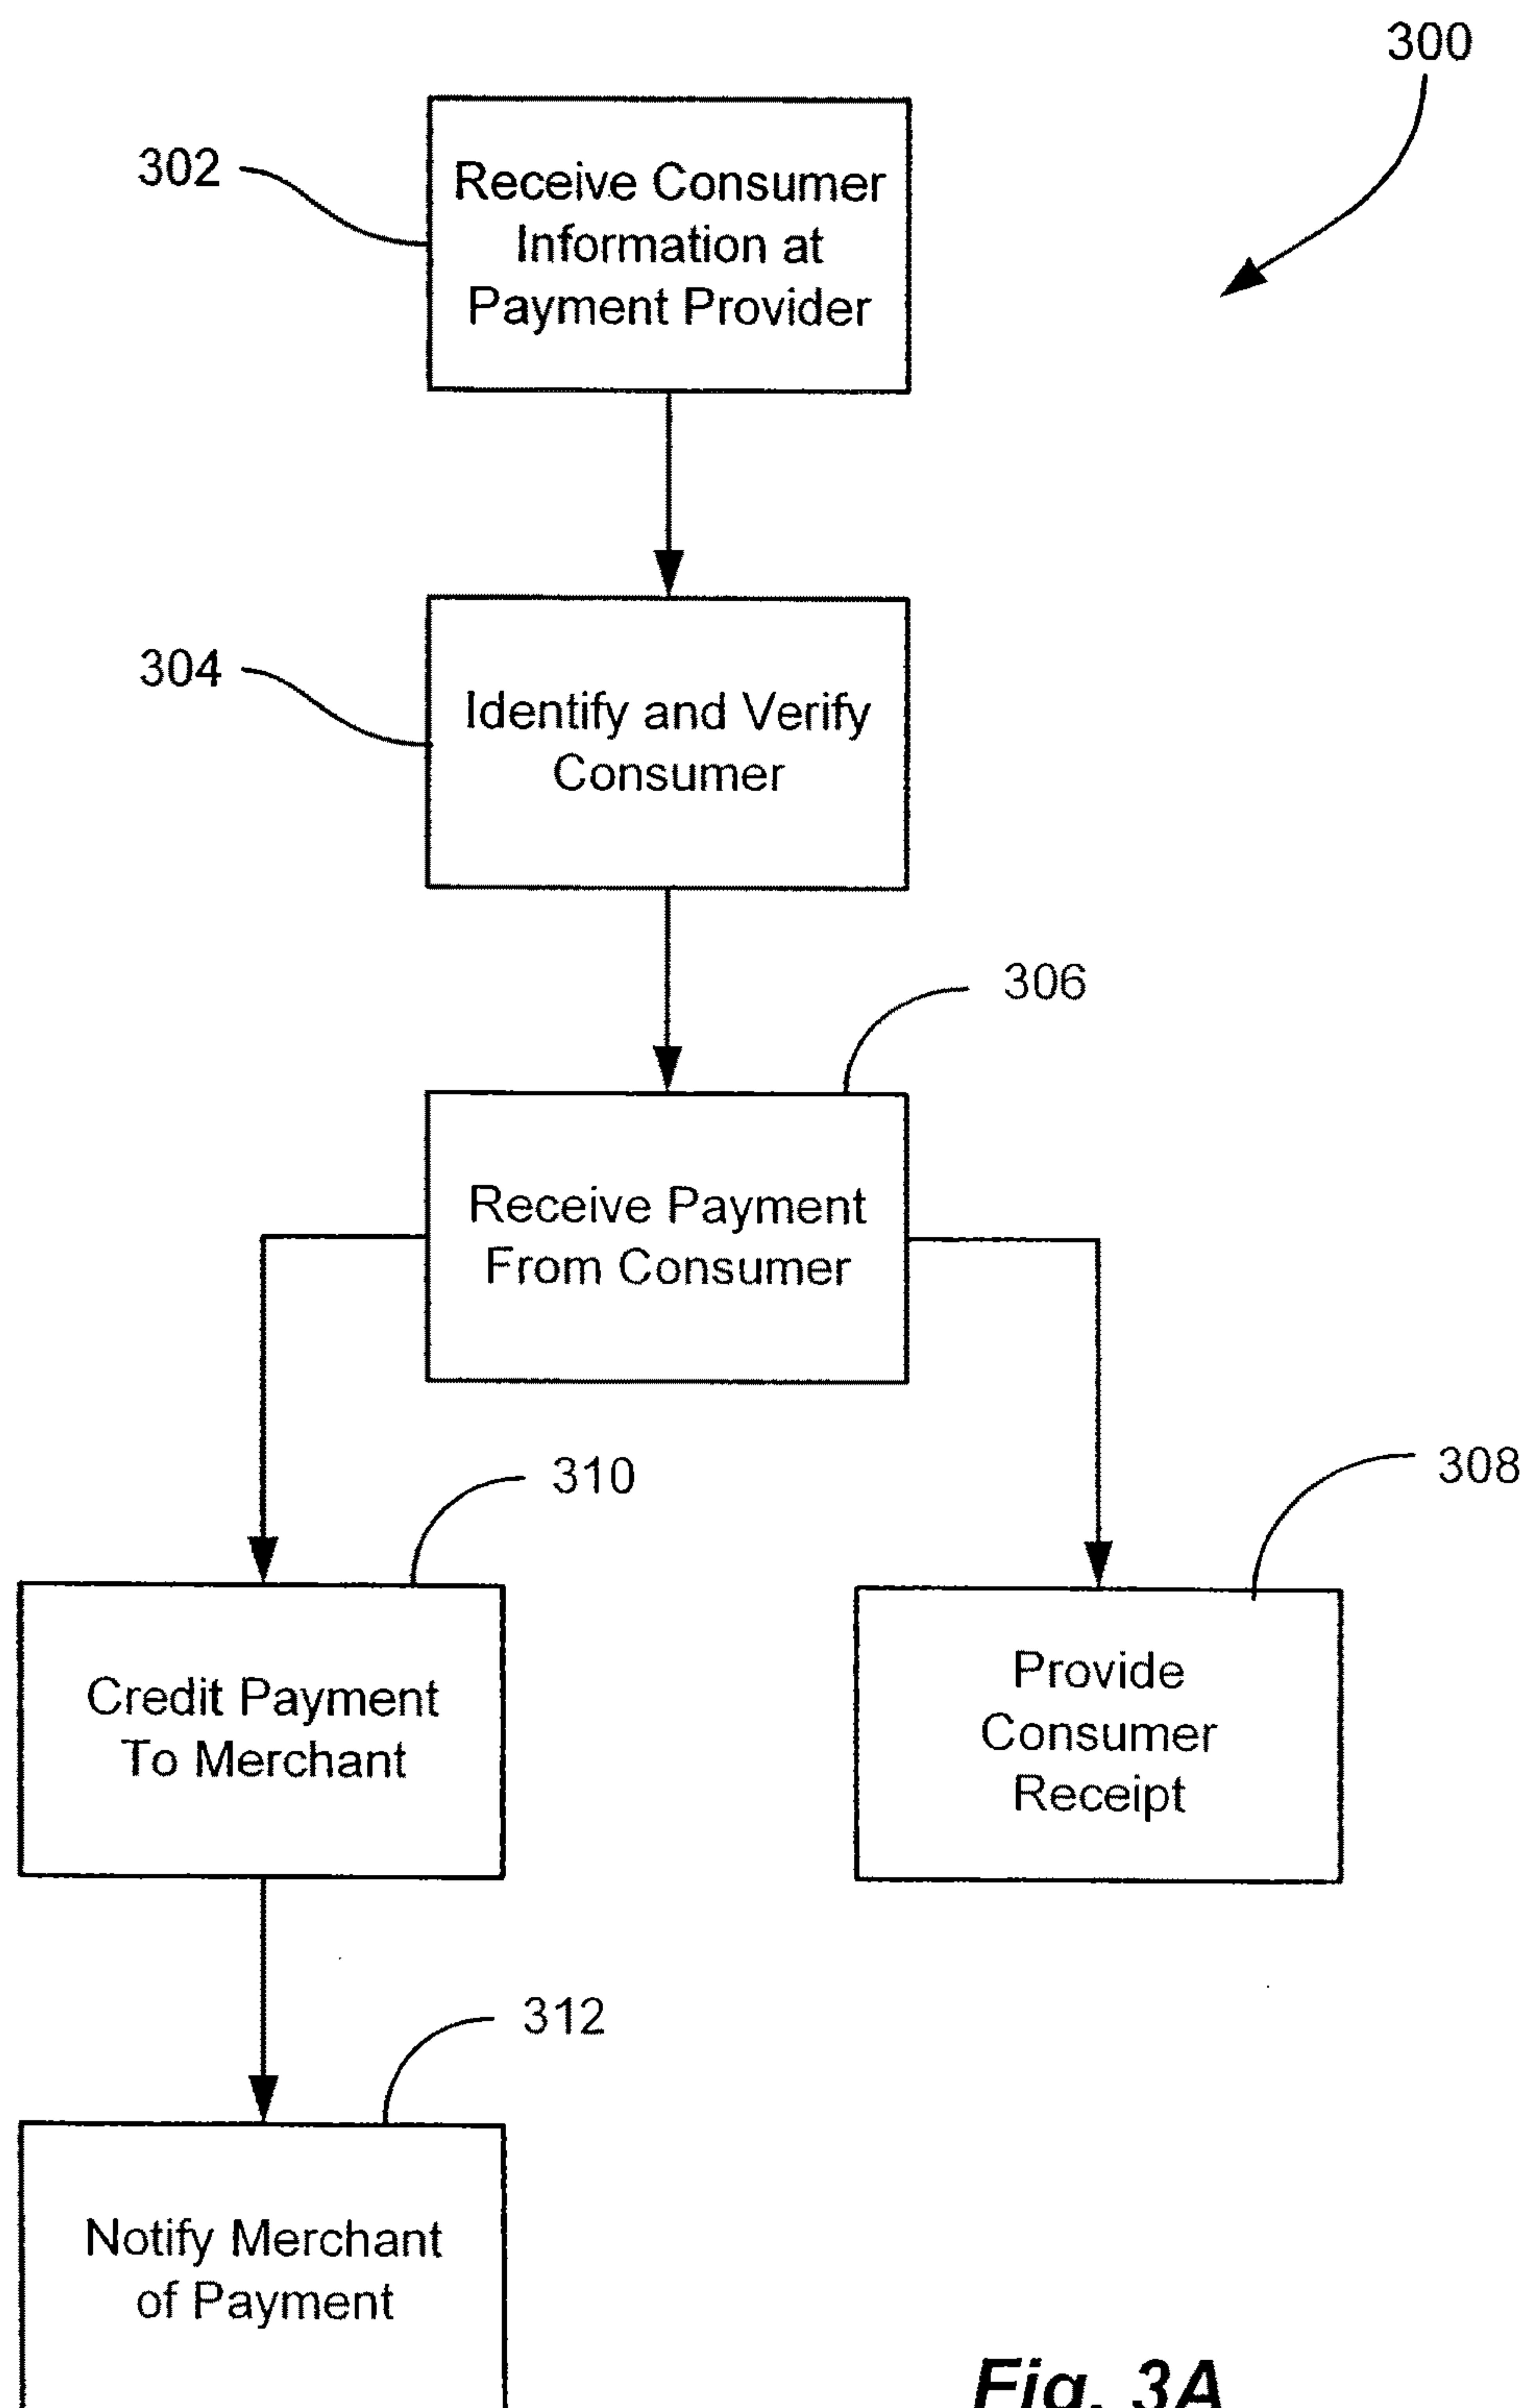 300
302
Receive Consumer
Information at
Payment Provider
304
Identify and Verify
Consumer
306
Receive Payment
From Consumer
310
308
Credit Payment
To Merchant
Provide
Consumer
Receipt
312
Notify Merchant
of Payment
Fig. 3A